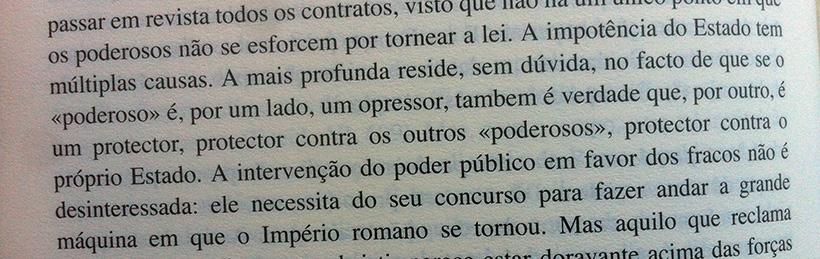 passar em revista todos os contratos, visto que não há um único ponto em que
os poderosos não se esforcem por tornear a lei. A impotência do Estado tem
múltiplas causas. A mais profunda reside, sem dúvida, no facto de que se o
«poderoso» é, por um lado, um opressor, tambem é verdade que, por outro, é
um protector, protector contra os outros «poderosos», protector contra o
próprio Estado. A intervenção do poder público em favor dos fracos não é
desinteressada: ele necessita do seu concurso para fazer andar a grande
máquina em que o Império romano se tornou. Mas aquilo que reclama
estar doravante acima das forças